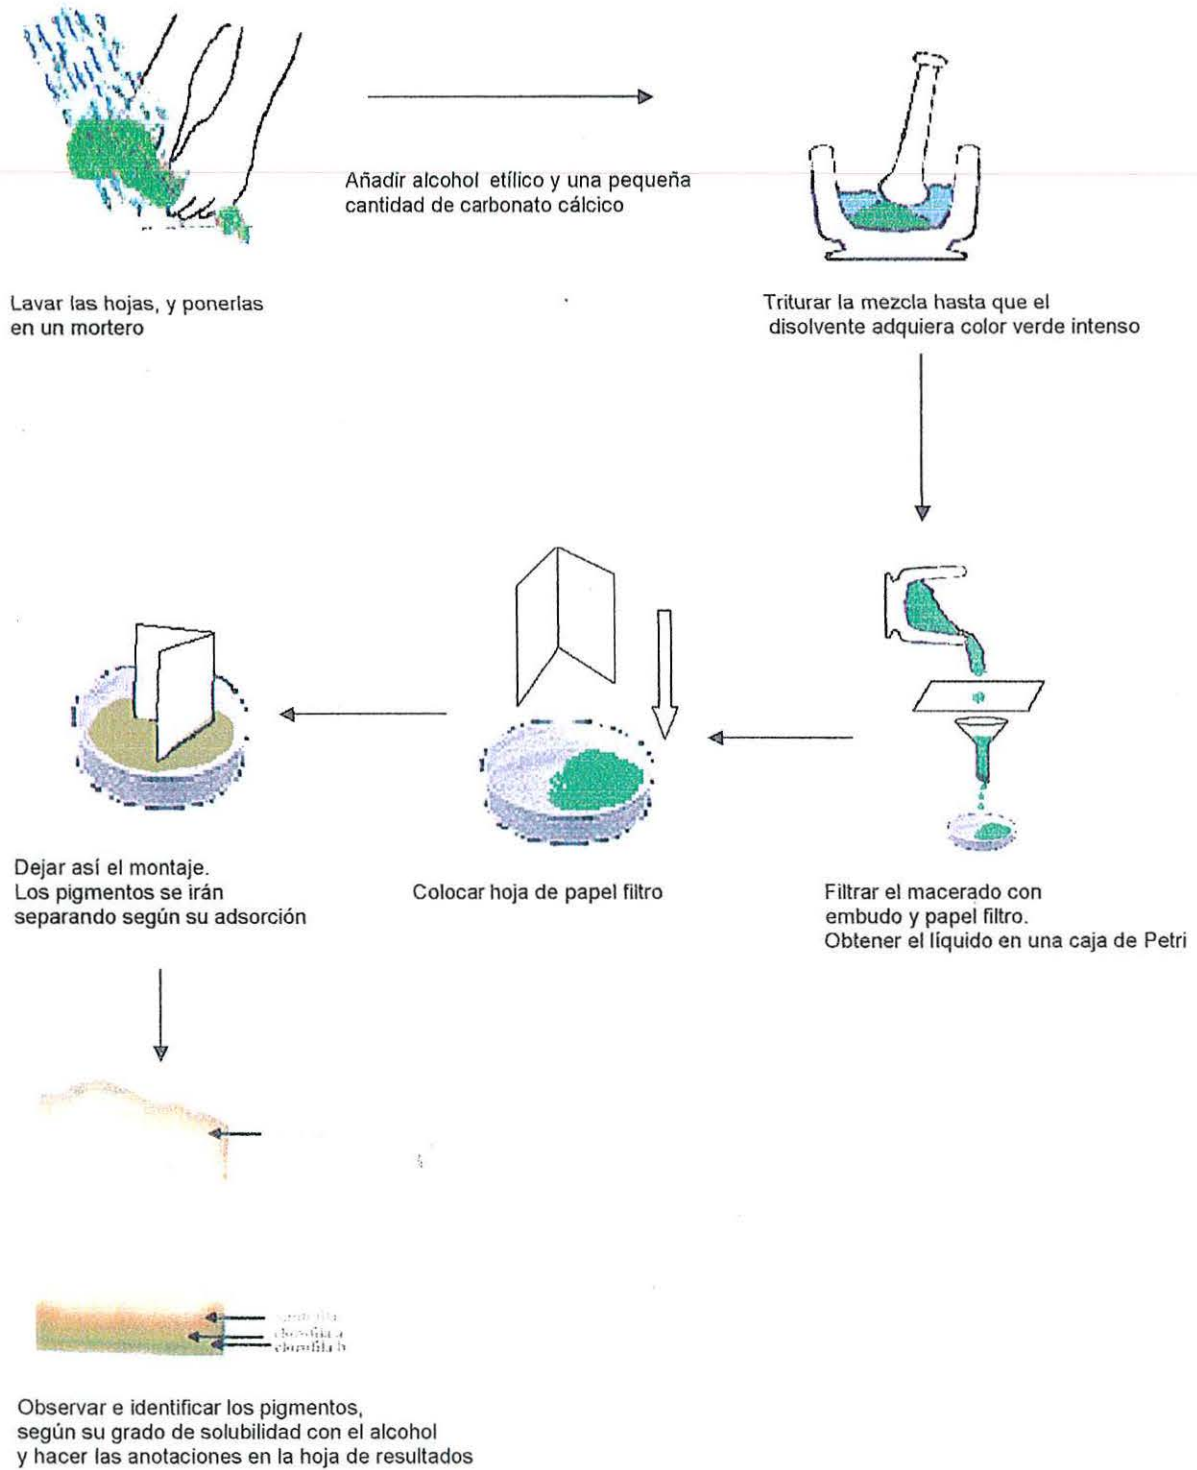 Lavar las hojas, y ponerlas
en un mortero
Añadir alcohol etílico y una pequeña
cantidad de carbonato cálcico
Triturar la mezcla hasta que el
disolvente adquiera color verde intenso
Filtrar el macerado con
embudo y papel filtro.
Obtener el líquido en una caja de Petri
Colocar hoja de papel filtro
Dejar así el montaje.
Los pigmentos se irán
separando según su adsorción
clorofila a
clorofila b
Observar e identificar los pigmentos,
según su grado de solubilidad con el alcohol
y hacer las anotaciones en la hoja de resultados